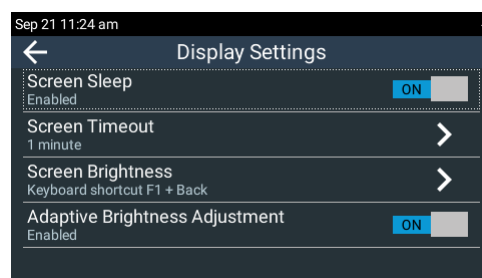 Sep 21 11:24 am
Display Settings
Screen Sleep
Enabled
ON
Screen Timeout
1 minute
Screen Brightness
Keyboard shortcut F1 + Back
Adaptive Brightness Adjustment
Enabled
ON